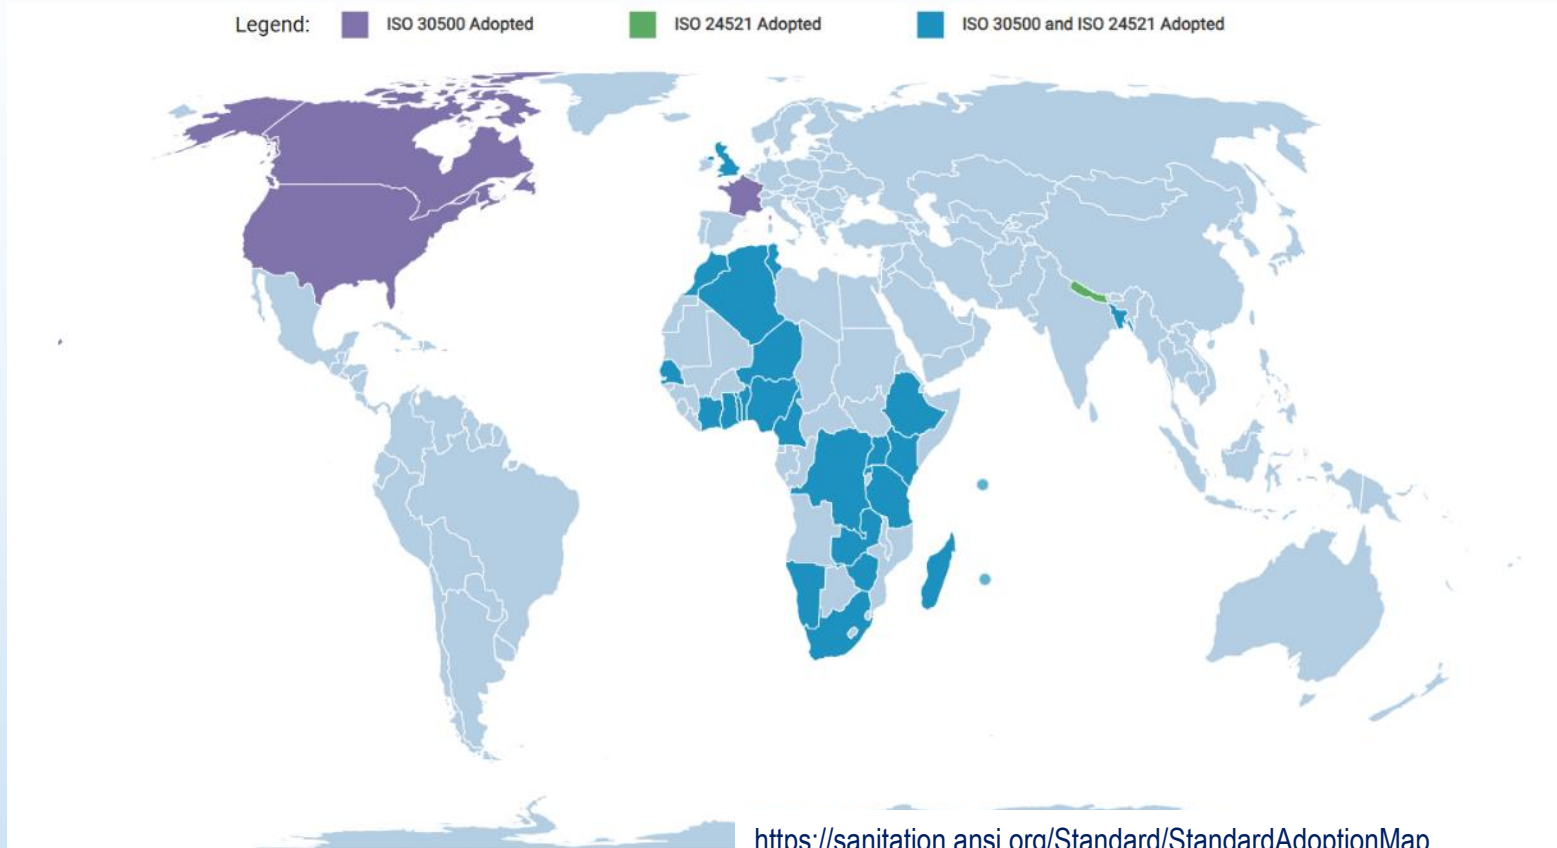 Legend: ISO 30500 Adopted ISO 24521 Adopted ISO 30500 and ISO 24521 Adopted
https://sanitation.ansi.org/Standard/StandardAdoptionMap